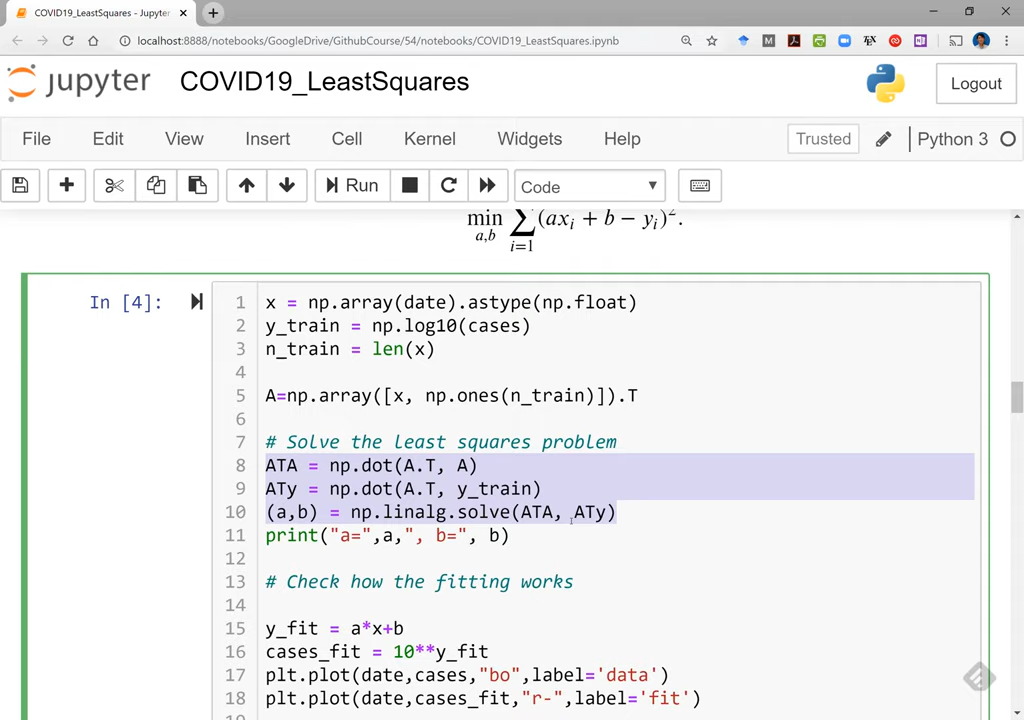 COVID19_LeastSquares - Jupyter
localhost:8888/notebooks/GoogleDrive/GithubCourse/54/notebooks/COVID19_LeastSquares.ipynb
jupyter COVID19_LeastSquares Logout
File Edit View Insert Cell Kernel Widgets Help Trusted Python 3
Run Code
min a,b ∑ i=1 (ax_i + b − y_i)^2.
In [4]:
1 x = np.array(date).astype(np.float)
2 y_train = np.log10(cases)
3 n_train = len(x)
4
5 A=np.array([x, np.ones(n_train)]).T
6
7 # Solve the least squares problem
8 ATA = np.dot(A.T, A)
9 ATy = np.dot(A.T, y_train)
10 (a,b) = np.linalg.solve(ATA, ATy)
11 print("a=",a,", b=", b)
12
13 # Check how the fitting works
14
15 y_fit = a*x+b
16 cases_fit = 10**y_fit
17 plt.plot(date,cases,"bo",label='data')
18 plt.plot(date,cases_fit,"r-",label='fit')